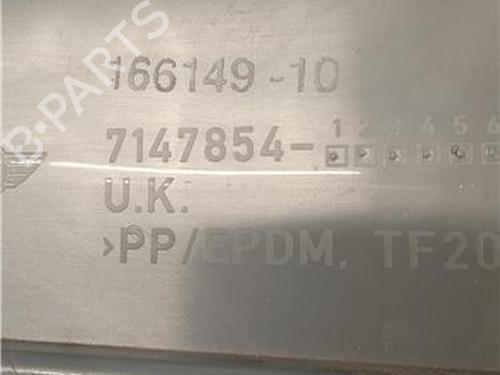 166149-10
7147854- 1 2 3 4 5 6
U.K.
>PP/EPDM, TF20
B-PARTS